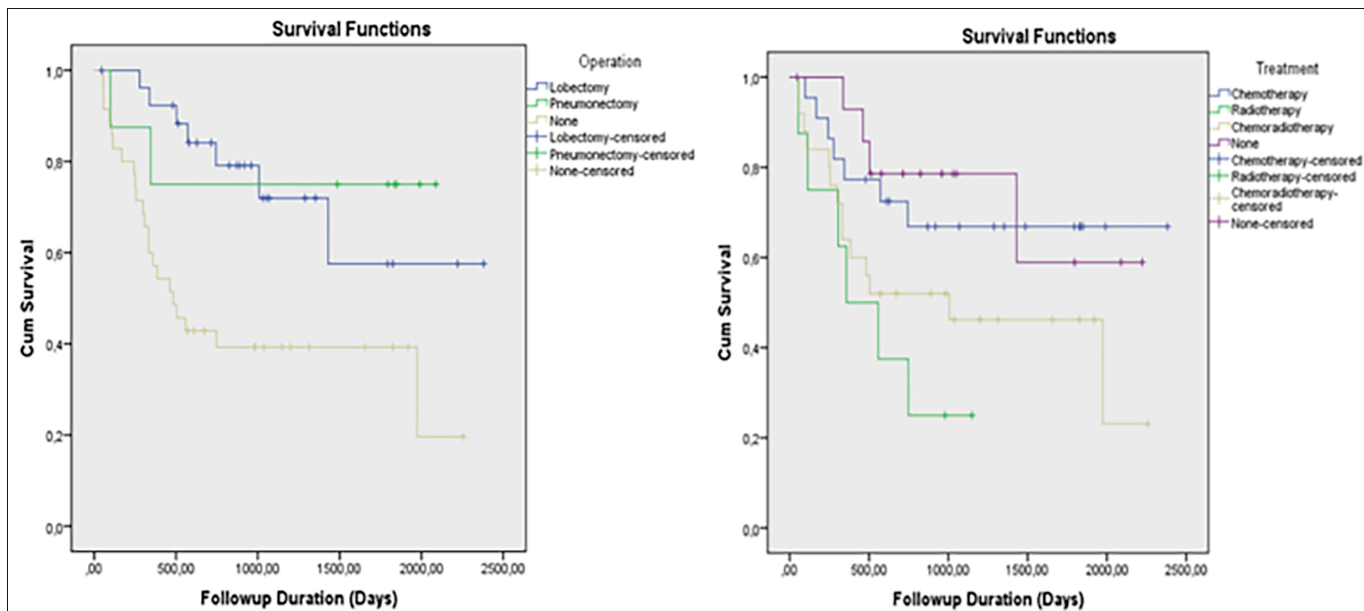 Survival Functions
Operation
Lobectomy
Pneumonectomy
None
Lobectomy-censored
Pneumonectomy-censored
None-censored
1,0
0,8
0,6
0,4
0,2
0,0
Cum Survival
,00
500,00
1000,00
1500,00
2000,00
2500,00
Followup Duration (Days)
Survival Functions
Treatment
Chemotherapy
Radiotherapy
Chemoradiotherapy
None
Chemotherapy-censored
Radiotherapy-censored
Chemoradiotherapy-
censored
None-censored
1,0
0,8
0,6
0,4
0,2
0,0
Cum Survival
,00
500,00
1000,00
1500,00
2000,00
2500,00
Followup Duration (Days)